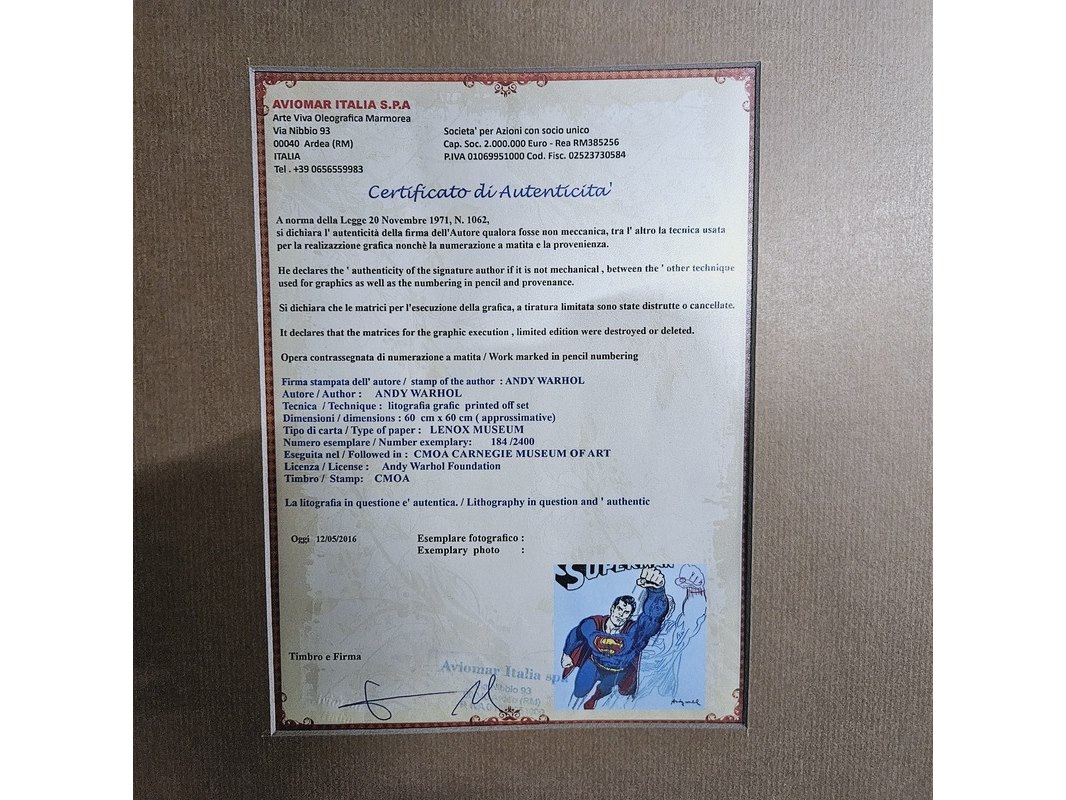 AVIOMAR ITALIA S.P.A
Arte Viva Oleografica Marmorea
Via Nibbio 93
00040 Ardea (RM)
ITALIA
Tel . +39 0656559983
Societa' per Azioni con socio unico
Cap. Soc. 2.000.000 Euro - Rea RM385256
P.IVA 01069951000 Cod. Fisc. 02523730584
Certificato di Autenticita'
A norma della Legge 20 Novembre 1971, N. 1062,
si dichiara l' autenticità della firma dell'Autore qualora fosse non meccanica, tra l' altro la tecnica usata
per la realizazzione grafica nonchè la numerazione a matita e la provenienza.
He declares the ' authenticity of the signature author if it is not mechanical , between the ' other technique
used for graphics as well as the numbering in pencil and provenance.
Si dichiara che le matrici per l'esecuzione della grafica, a tiratura limitata sono state distrutte o cancellate.
It declares that the matrices for the graphic execution , limited edition were destroyed or deleted.
Opera contrassegnata di numerazione a matita / Work marked in pencil numbering
Firma stampata dell' autore / stamp of the author : ANDY WARHOL
Autore / Author : ANDY WARHOL
Tecnica / Technique : litografia grafic printed off set
Dimensioni / dimensions : 60 cm x 60 cm ( approssimative)
Tipo di carta / Type of paper : LENOX MUSEUM
Numero esemplare / Number exemplary: 184 /2400
Eseguita nel / Followed in : CMOA CARNEGIE MUSEUM OF ART
Licenza / License : Andy Warhol Foundation
Timbro / Stamp: CMOA
La litografia in questione e' autentica. / Lithography in question and ' authentic
Oggi 12/05/2016
Esemplare fotografico :
Exemplary photo :
SUPERMAN
Timbro e Firma
Aviomar Italia spa
Nibbio 93
(RM)